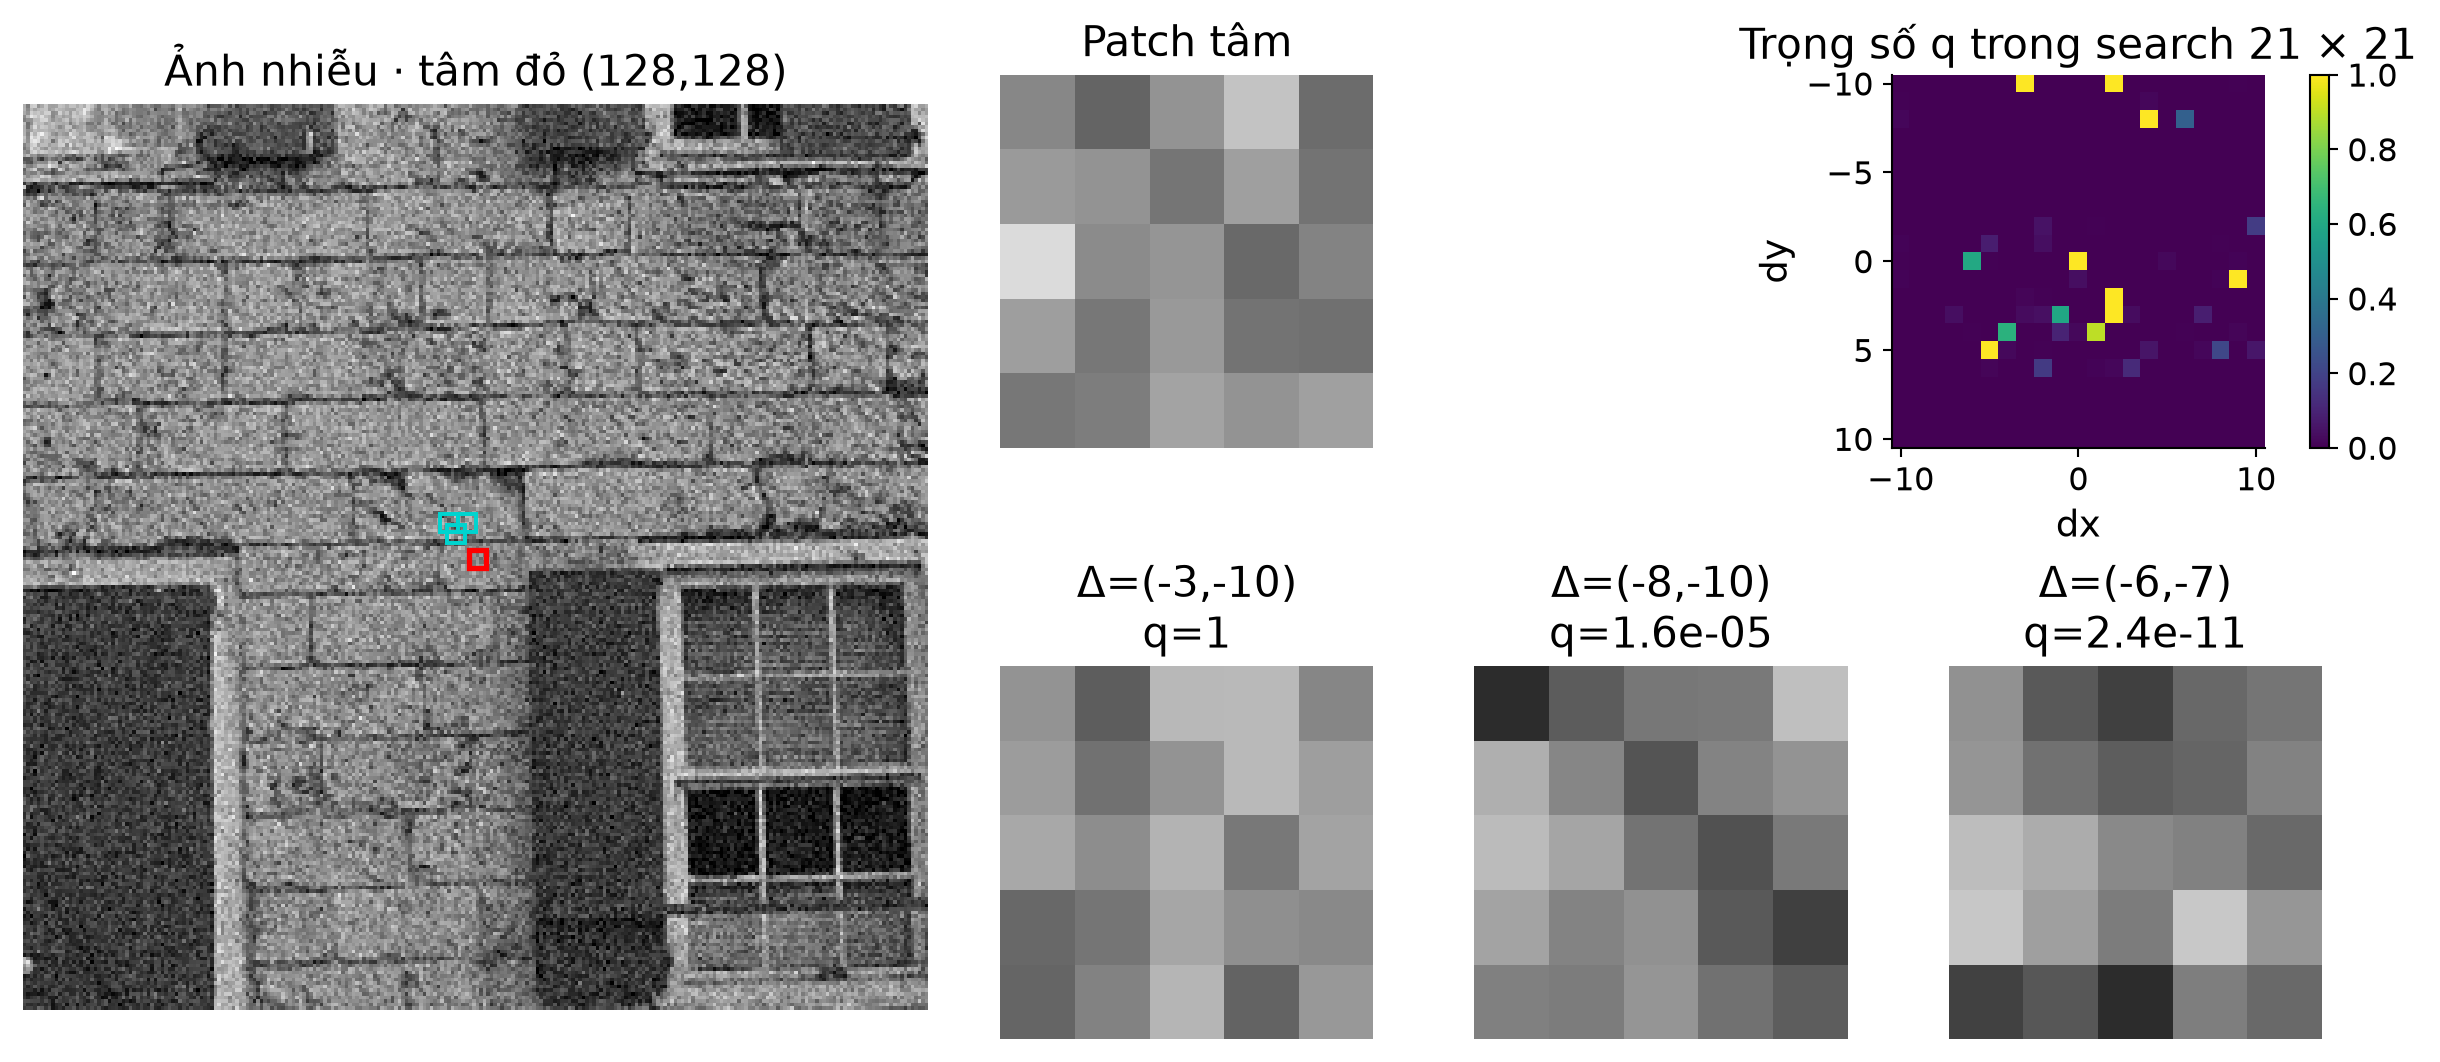 Ảnh nhiễu · tâm đỏ (128,128)
Patch tâm
Trọng số q trong search 21 × 21
−10
−5
0
5
10
dy
−10
0
10
dx
1.0
0.8
0.6
0.4
0.2
0.0
Δ=(-3,-10)
q=1
Δ=(-8,-10)
q=1.6e-05
Δ=(-6,-7)
q=2.4e-11